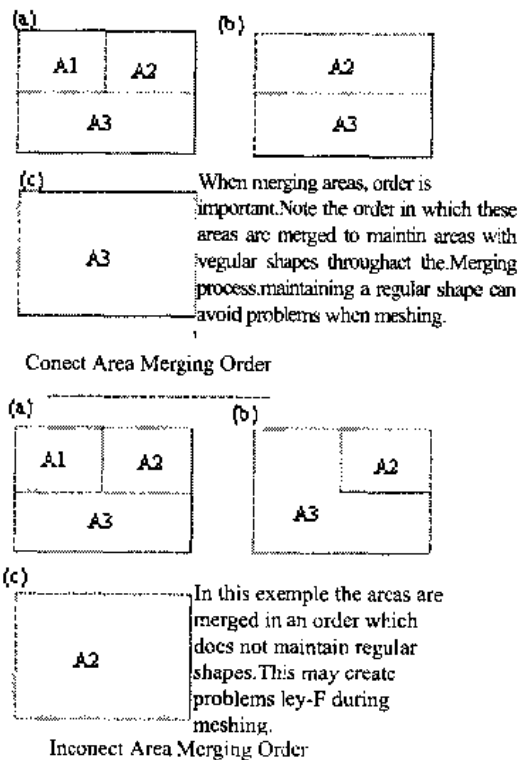 (a)
A1 A2
A3
(b)
A2
A3
(c)
A3
When merging areas, order is
important.Note the order in which these
areas are merged to maintin areas with
vegular shapes throughact the.Merging
process.maintaining a regular shape can
avoid problems when meshing.
Conect Area Merging Order
(a)
A1 A2
A3
(b)
A2
A3
(c)
A2
In this exemple the areas are
merged in an order which
does not maintain regular
shapes.This may create
problems ley-F during
meshing.
Inconect Area Merging Order